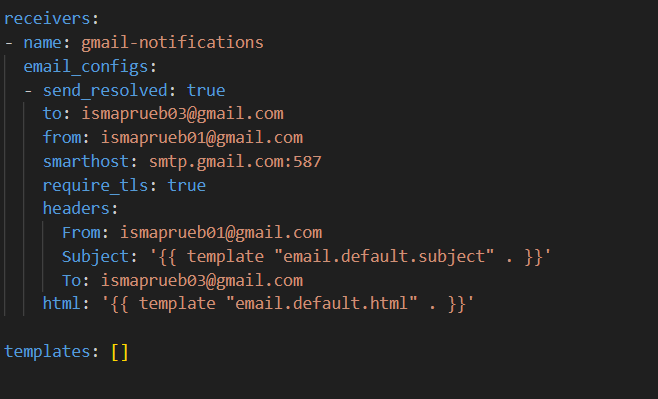 receivers:
- name: gmail-notifications
  email_configs:
  - send_resolved: true
    to: ismaprueb03@gmail.com
    from: ismaprueb01@gmail.com
    smarthost: smtp.gmail.com:587
    require_tls: true
    headers:
      From: ismaprueb01@gmail.com
      Subject: '{{ template "email.default.subject" . }}'
      To: ismaprueb03@gmail.com
    html: '{{ template "email.default.html" . }}'

templates: []